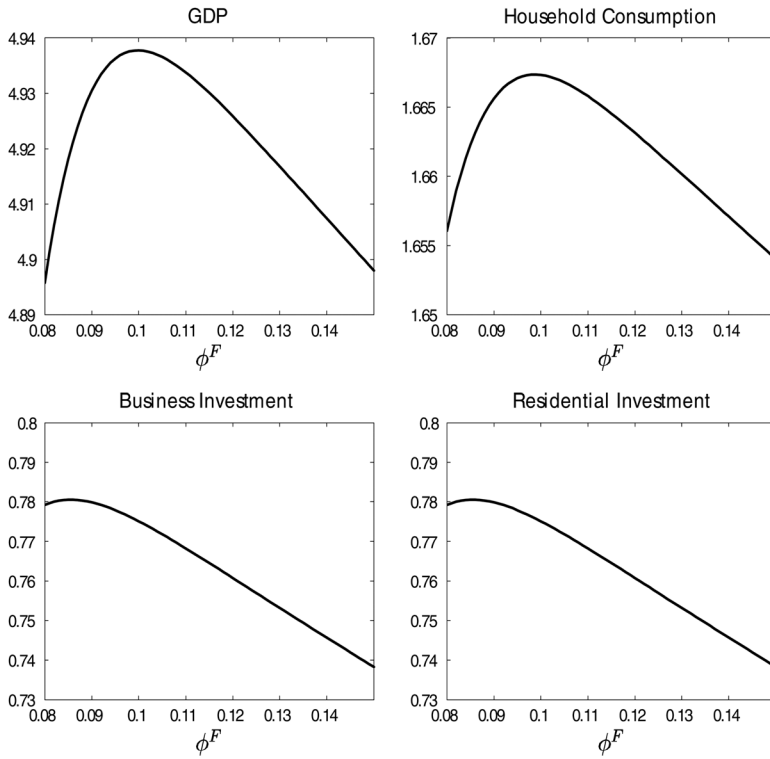 GDP
4.94
4.93
4.92
4.91
4.9
4.89
0.08 0.09 0.1 0.11 0.12 0.13 0.14
ϕ^F
Household Consumption
1.67
1.665
1.66
1.655
1.65
0.08 0.09 0.1 0.11 0.12 0.13 0.14
ϕ^F
Business Investment
0.8
0.79
0.78
0.77
0.76
0.75
0.74
0.73
0.08 0.09 0.1 0.11 0.12 0.13 0.14
ϕ^F
Residential Investment
0.8
0.79
0.78
0.77
0.76
0.75
0.74
0.73
0.08 0.09 0.1 0.11 0.12 0.13 0.14
ϕ^F